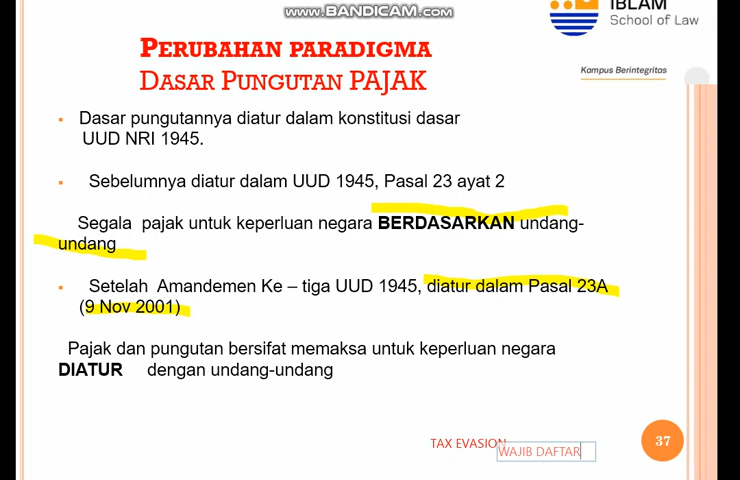 www.BANDICAM.com
IBLAM
School of Law
PERUBAHAN PARADIGMA
DASAR PUNGUTAN PAJAK
Kampus Berintegritas
Dasar pungutannya diatur dalam konstitusi dasar
UUD NRI 1945.
Sebelumnya diatur dalam UUD 1945, Pasal 23 ayat 2
Segala pajak untuk keperluan negara BERDASARKAN undang-
undang
Setelah Amandemen Ke – tiga UUD 1945, diatur dalam Pasal 23A
(9 Nov 2001)
Pajak dan pungutan bersifat memaksa untuk keperluan negara
DIATUR dengan undang-undang
TAX EVASION
WAJIB DAFTAR
37